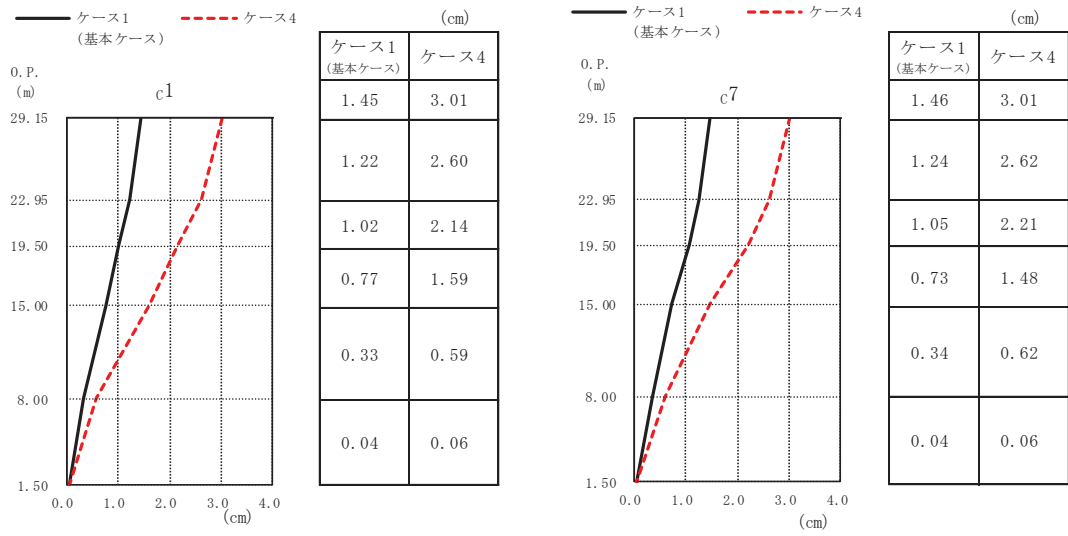 ケース1 ケース4 (cm)
(基本ケース)
ケース1 ケース4
(基本ケース)
O.P.
(m)
C1
1.45 3.01
29.15
1.22 2.60
22.95
1.02 2.14
19.50
0.77 1.59
15.00
0.33 0.59
8.00
0.04 0.06
1.50
0.0 1.0 2.0 3.0 4.0
(cm)
ケース1 ケース4 (cm)
(基本ケース)
ケース1 ケース4
(基本ケース)
O.P.
(m)
C7
1.46 3.01
29.15
1.24 2.62
22.95
1.05 2.21
19.50
0.73 1.48
15.00
0.34 0.62
8.00
0.04 0.06
1.50
0.0 1.0 2.0 3.0 4.0
(cm)